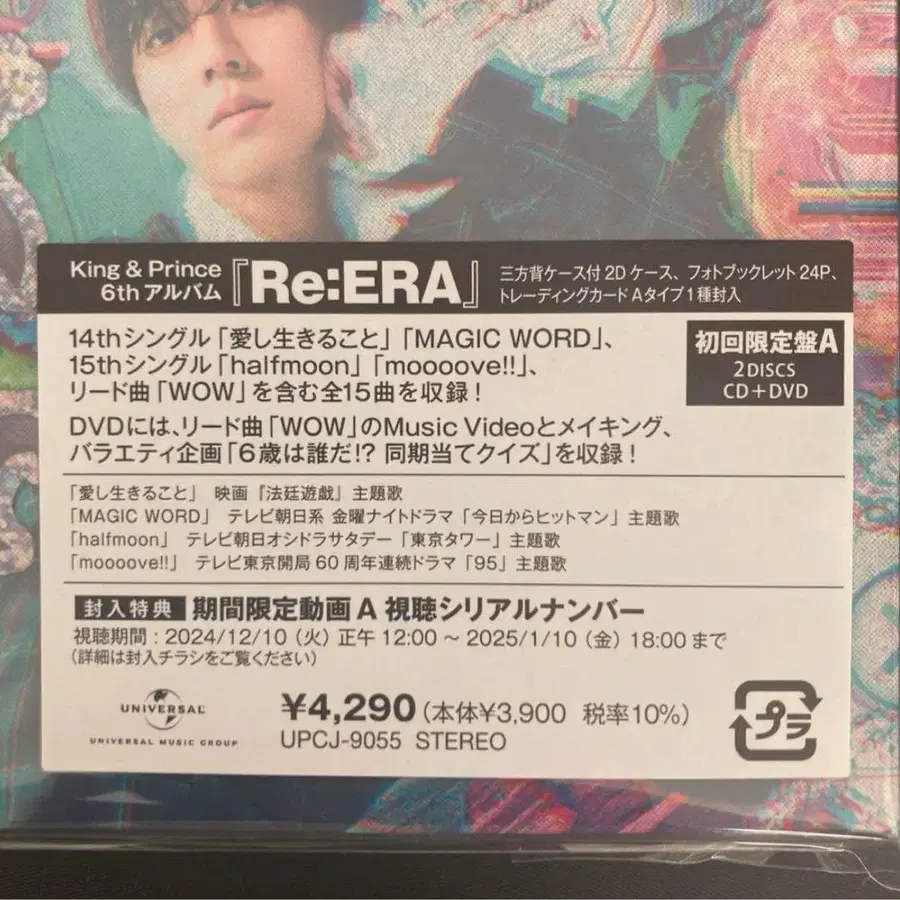 King & Prince
6th アルバム『Re:ERA』
三方背ケース付 2D ケース、フォトブックレット 24P、
トレーディングカード A タイプ 1 種封入
14thシングル「愛し生きること」「MAGIC WORD」、
15thシングル「halfmoon」「moooove!!」、
リード曲「WOW」を含む全15曲を収録！
初回限定盤A
2DISCS
CD+DVD
DVDには、リード曲「WOW」のMusic Videoとメイキング、
バラエティ企画「6歳は誰だ!? 同期当てクイズ」を収録！
「愛し生きること」 映画『法廷遊戯』主題歌
「MAGIC WORD」 テレビ朝日系 金曜ナイトドラマ「今日からヒットマン」主題歌
「halfmoon」 テレビ朝日オシドラサタデー「東京タワー」主題歌
「moooove!!」 テレビ東京開局 60 周年連続ドラマ「95」主題歌
封入特典 期間限定動画 A 視聴シリアルナンバー
視聴期間：2024/12/10（火）正午 12:00 ～ 2025/1/10（金）18:00 まで
（詳細は封入チラシをご覧ください）
UNIVERSAL
UNIVERSAL MUSIC GROUP
¥4,290（本体¥3,900 税率10%）
UPCJ-9055 STEREO
プラ